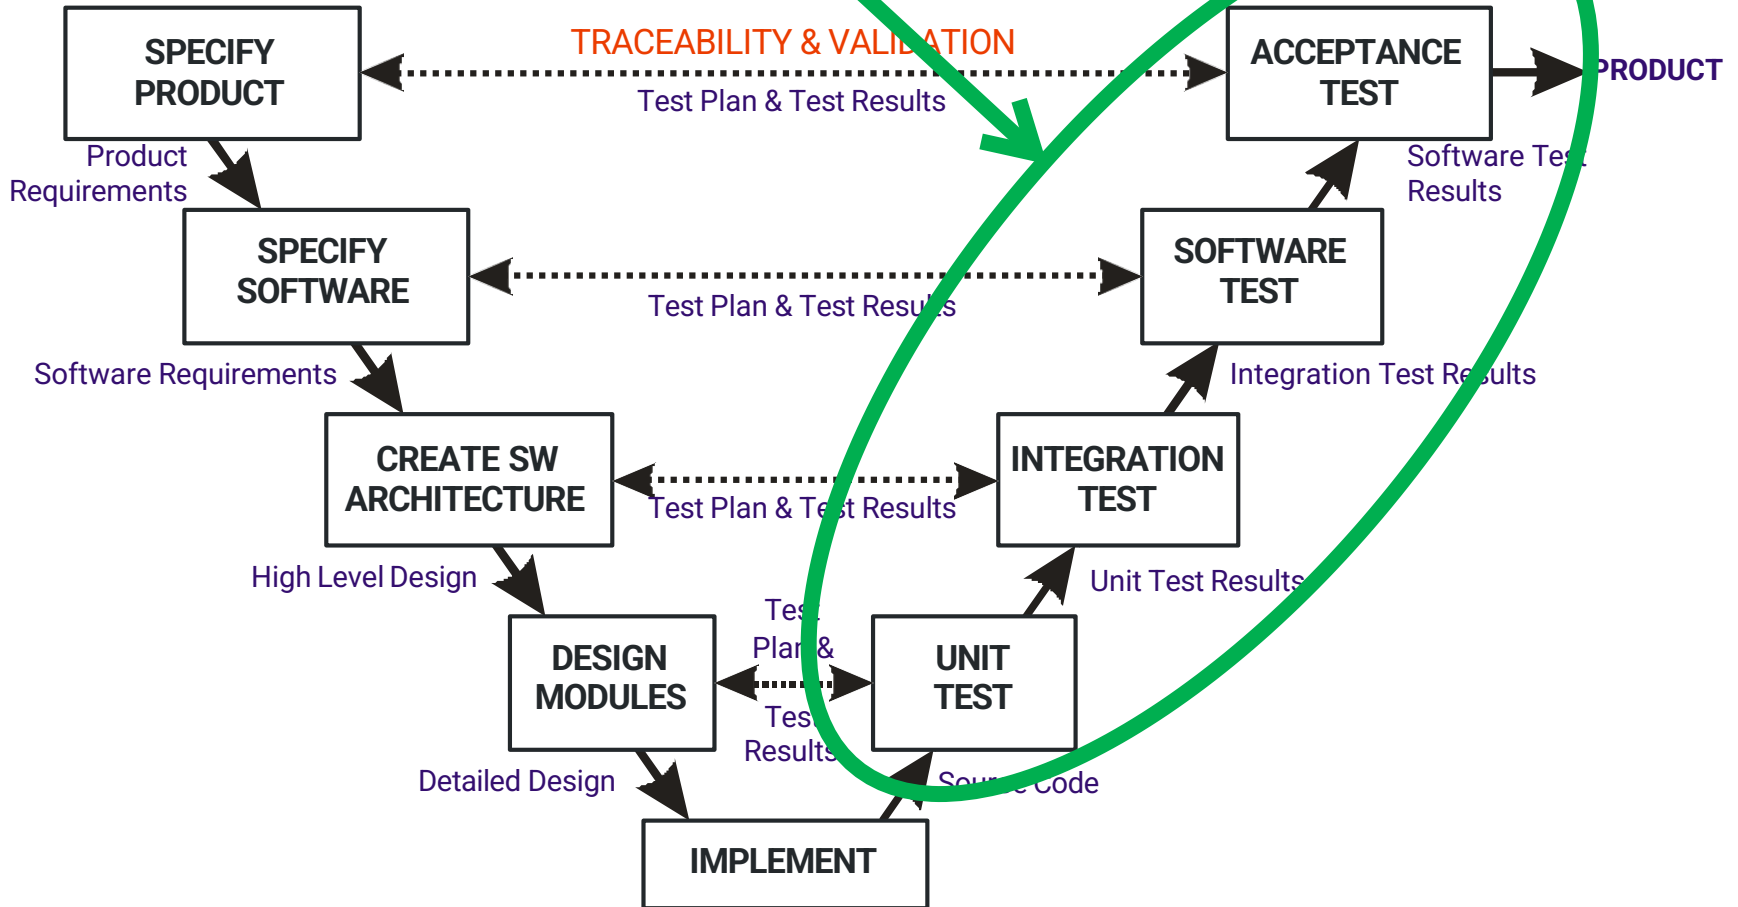 SPECIFY
PRODUCT
TRACEABILITY & VALIDATION
Test Plan & Test Results
ACCEPTANCE
TEST
PRODUCT
Product
Requirements
Software Test
Results
SPECIFY
SOFTWARE
Test Plan & Test Results
SOFTWARE
TEST
Software Requirements
Integration Test Results
CREATE SW
ARCHITECTURE
Test Plan & Test Results
INTEGRATION
TEST
High Level Design
Unit Test Results
Test
Plan &
Test
Results
DESIGN
MODULES
UNIT
TEST
Detailed Design
Source Code
IMPLEMENT